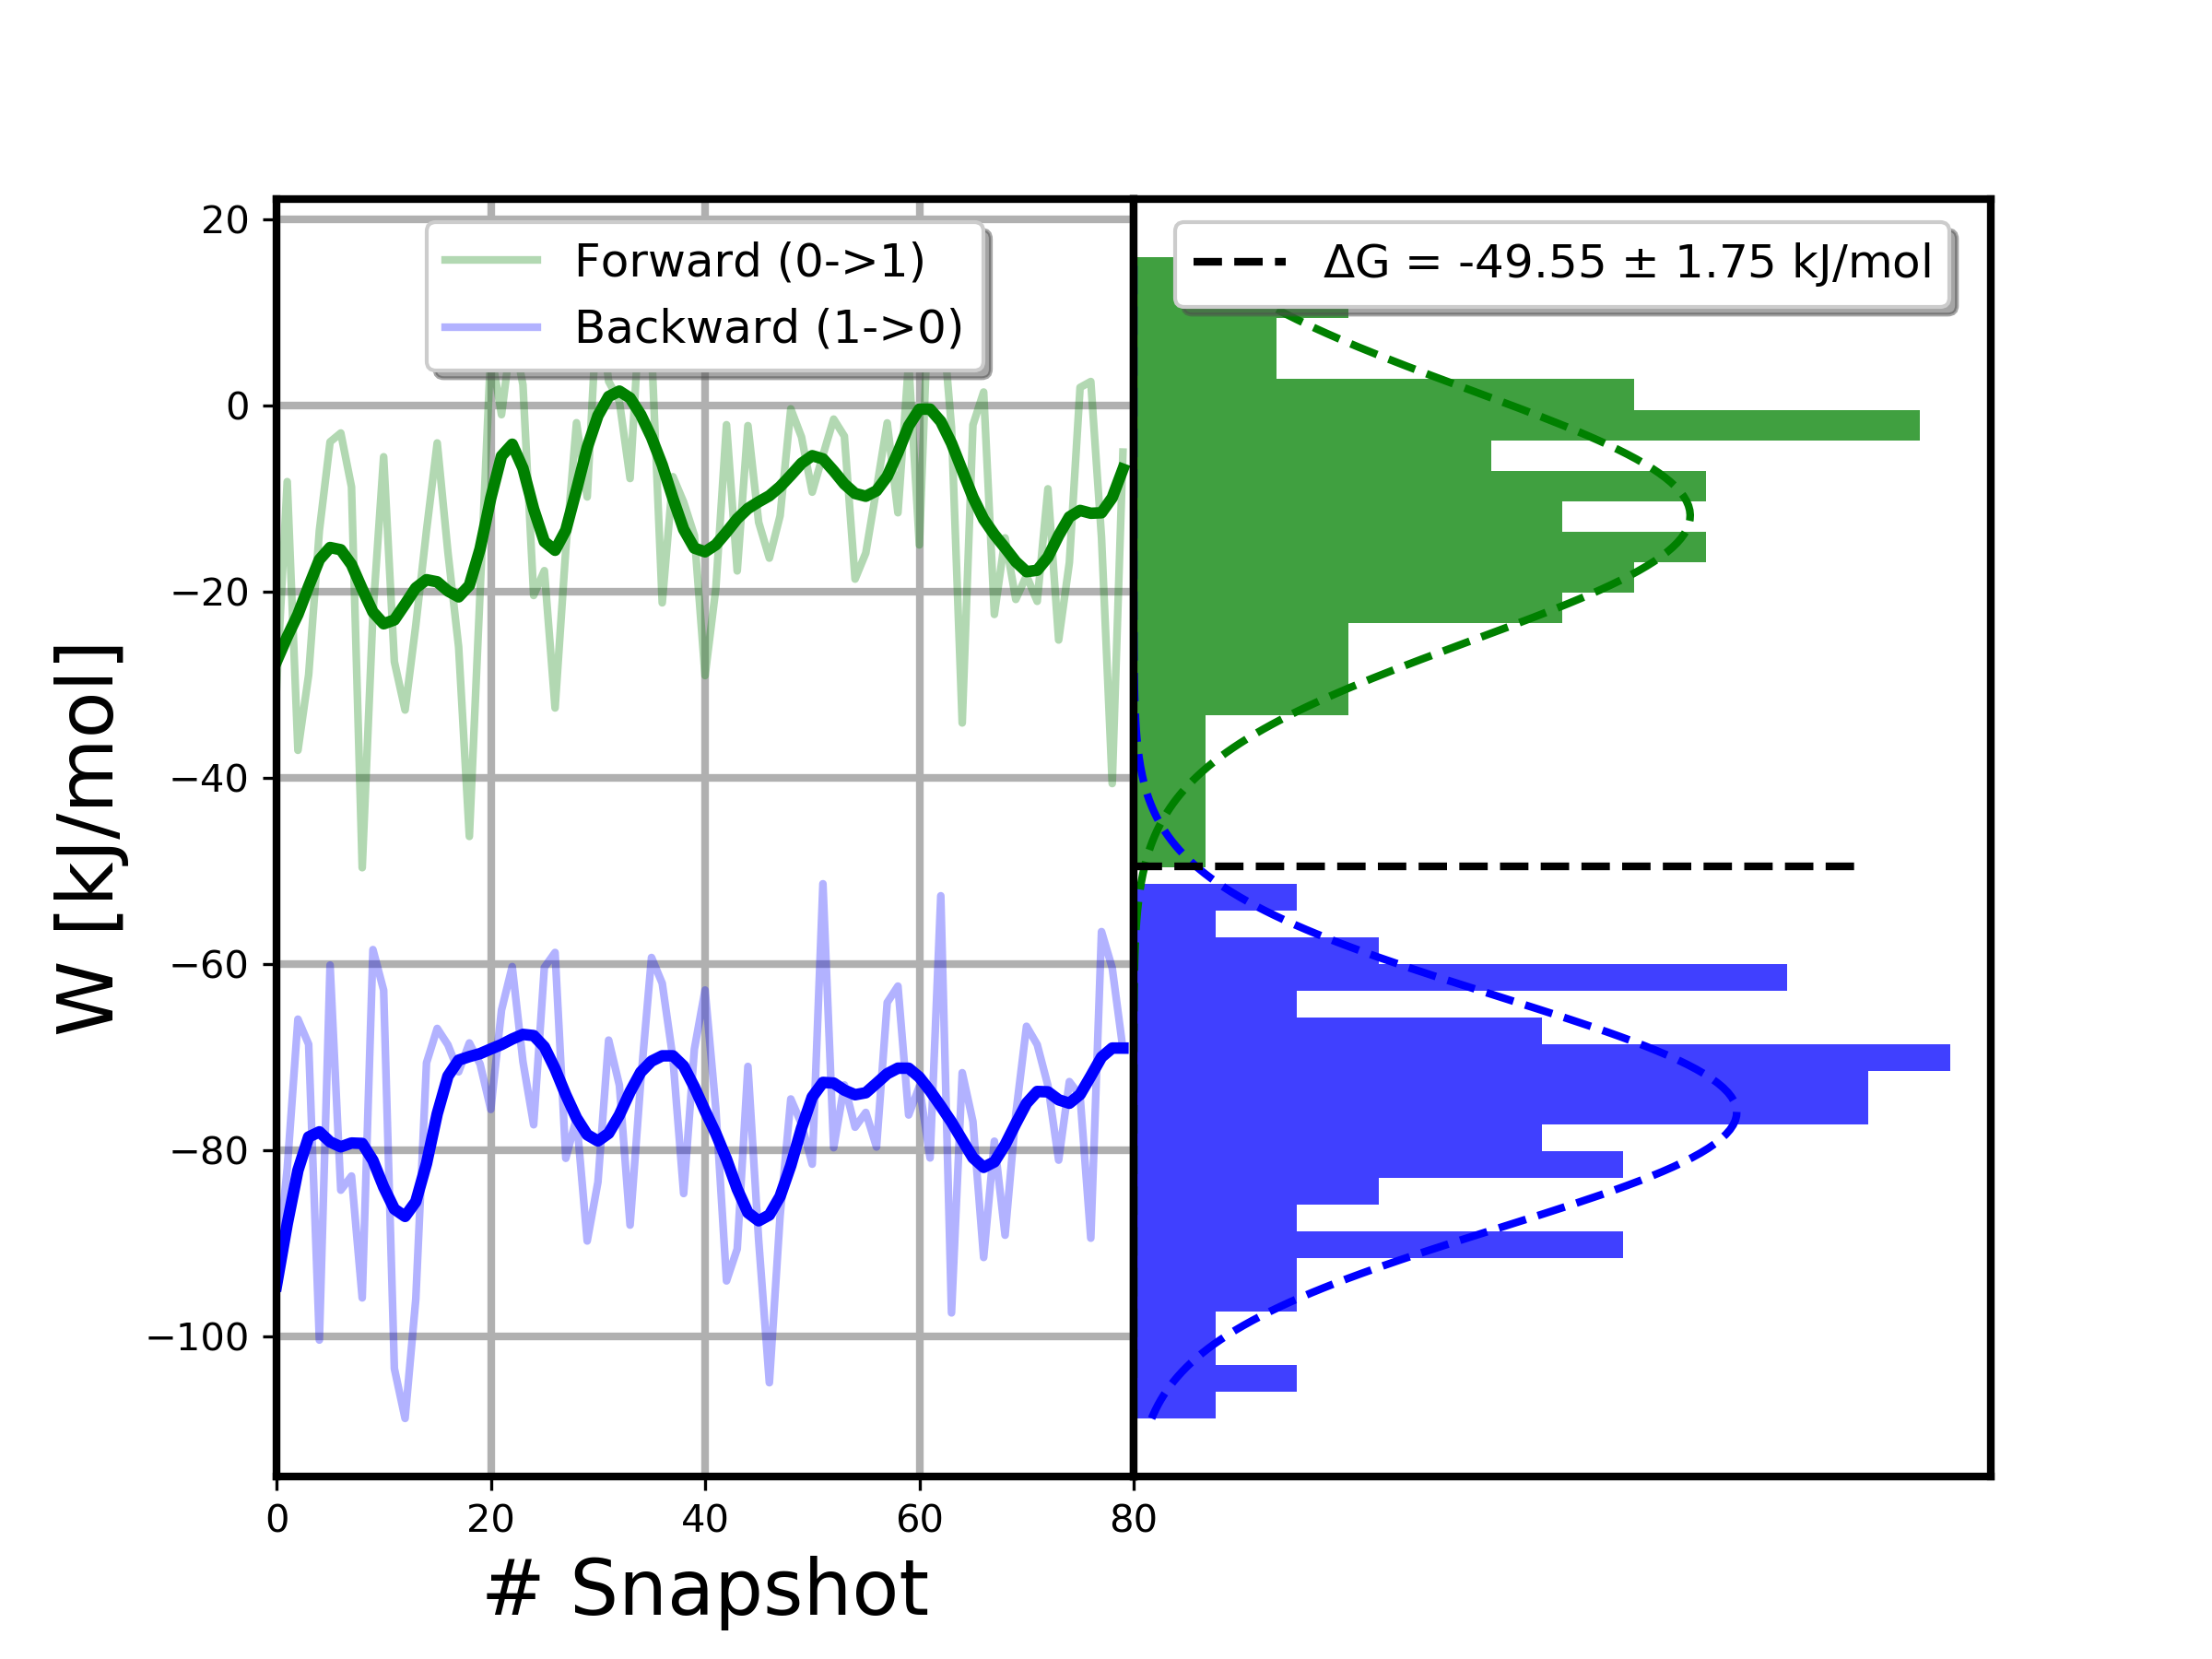 20
0
−20
−40
−60
−80
−100
W [kJ/mol]
Forward (0->1)
Backward (1->0)
ΔG = -49.55 ± 1.75 kJ/mol
0 20 40 60 80
# Snapshot